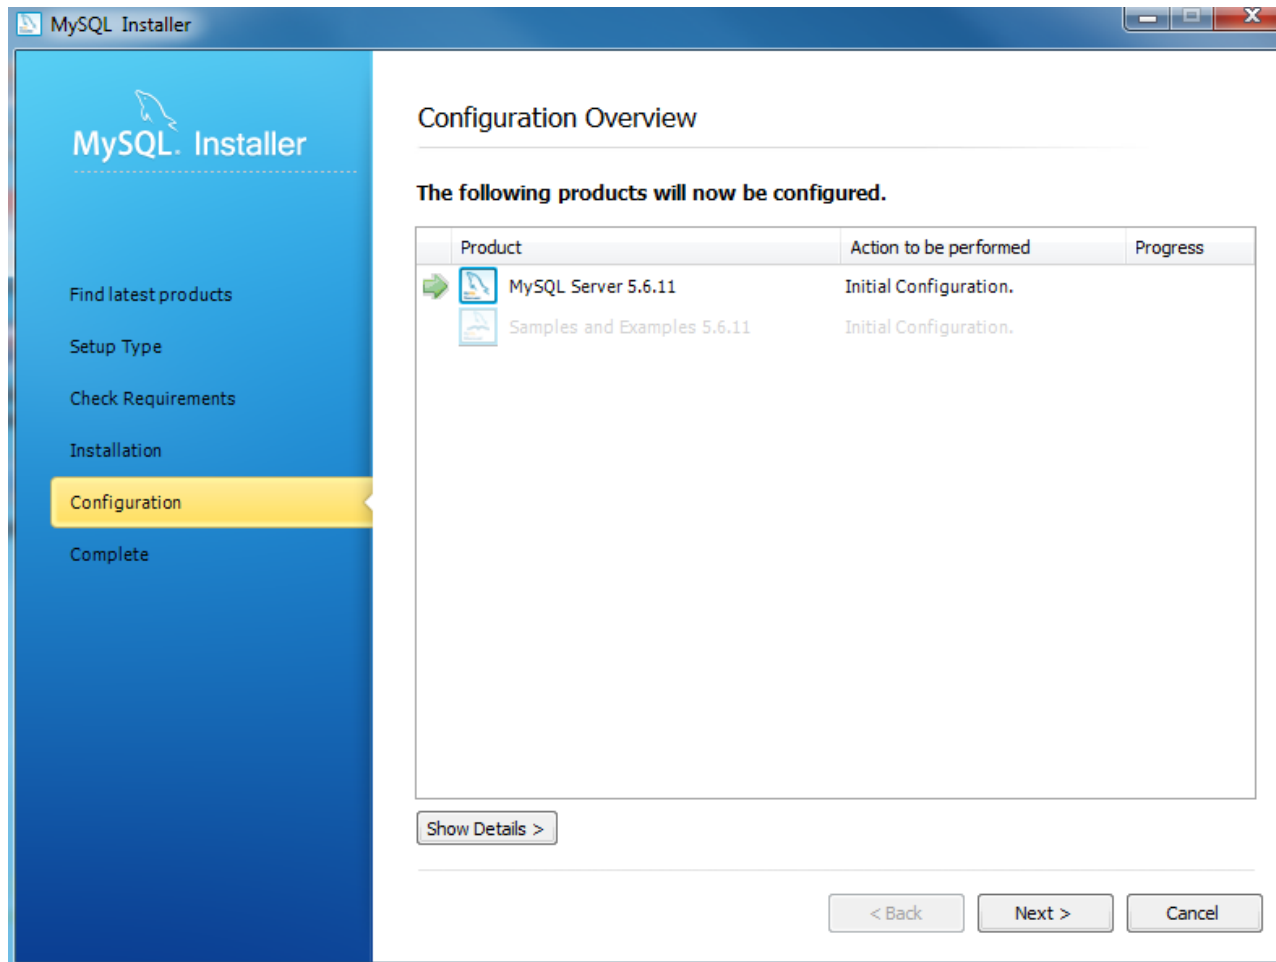 MySQL Installer
MySQL. Installer
Find latest products
Setup Type
Check Requirements
Installation
Configuration
Complete
Configuration Overview
The following products will now be configured.
Product Action to be performed Progress
MySQL Server 5.6.11 Initial Configuration.
Samples and Examples 5.6.11 Initial Configuration.
Show Details >
< Back Next > Cancel